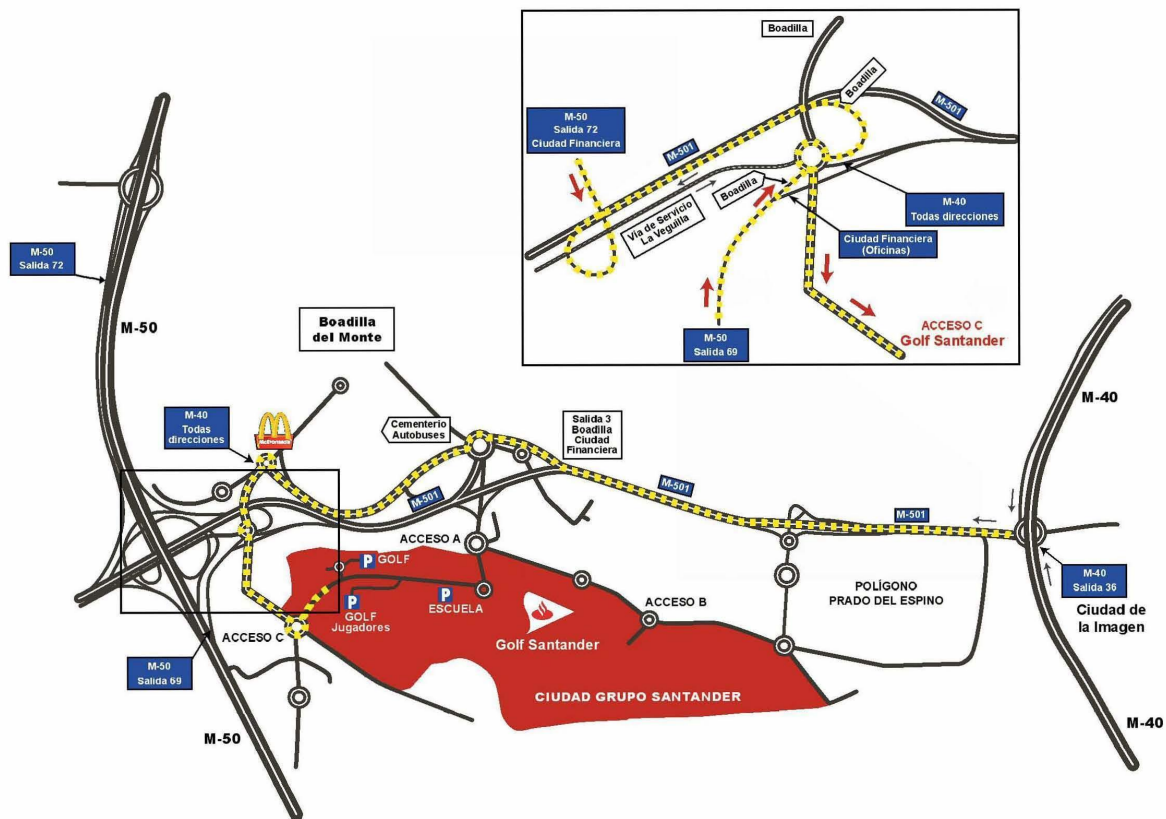 Boadilla
Boadilla
M-501
M-50
Salida 72
Ciudad Financiera
M-501
Boadilla
M-40
Todas direcciones
Vía de Servicio
La Veguilla
Ciudad Financiera
(Oficinas)
ACCESO C
Golf Santander
M-50
Salida 69
M-50
Salida 72
M-50
Boadilla
del Monte
M-40
M-40
Todas
direcciones
McDonald's
Cementerio
Autobuses
Salida 3
Boadilla
Ciudad
Financiera
M-501
M-501
M-501
ACCESO A
P
GOLF
P
GOLF
Jugadores
P
ESCUELA
ACCESO B
POLÍGONO
PRADO DEL ESPINO
M-40
Salida 36
Ciudad de
la Imagen
ACCESO C
Golf Santander
M-50
Salida 69
CIUDAD GRUPO SANTANDER
M-50
M-40